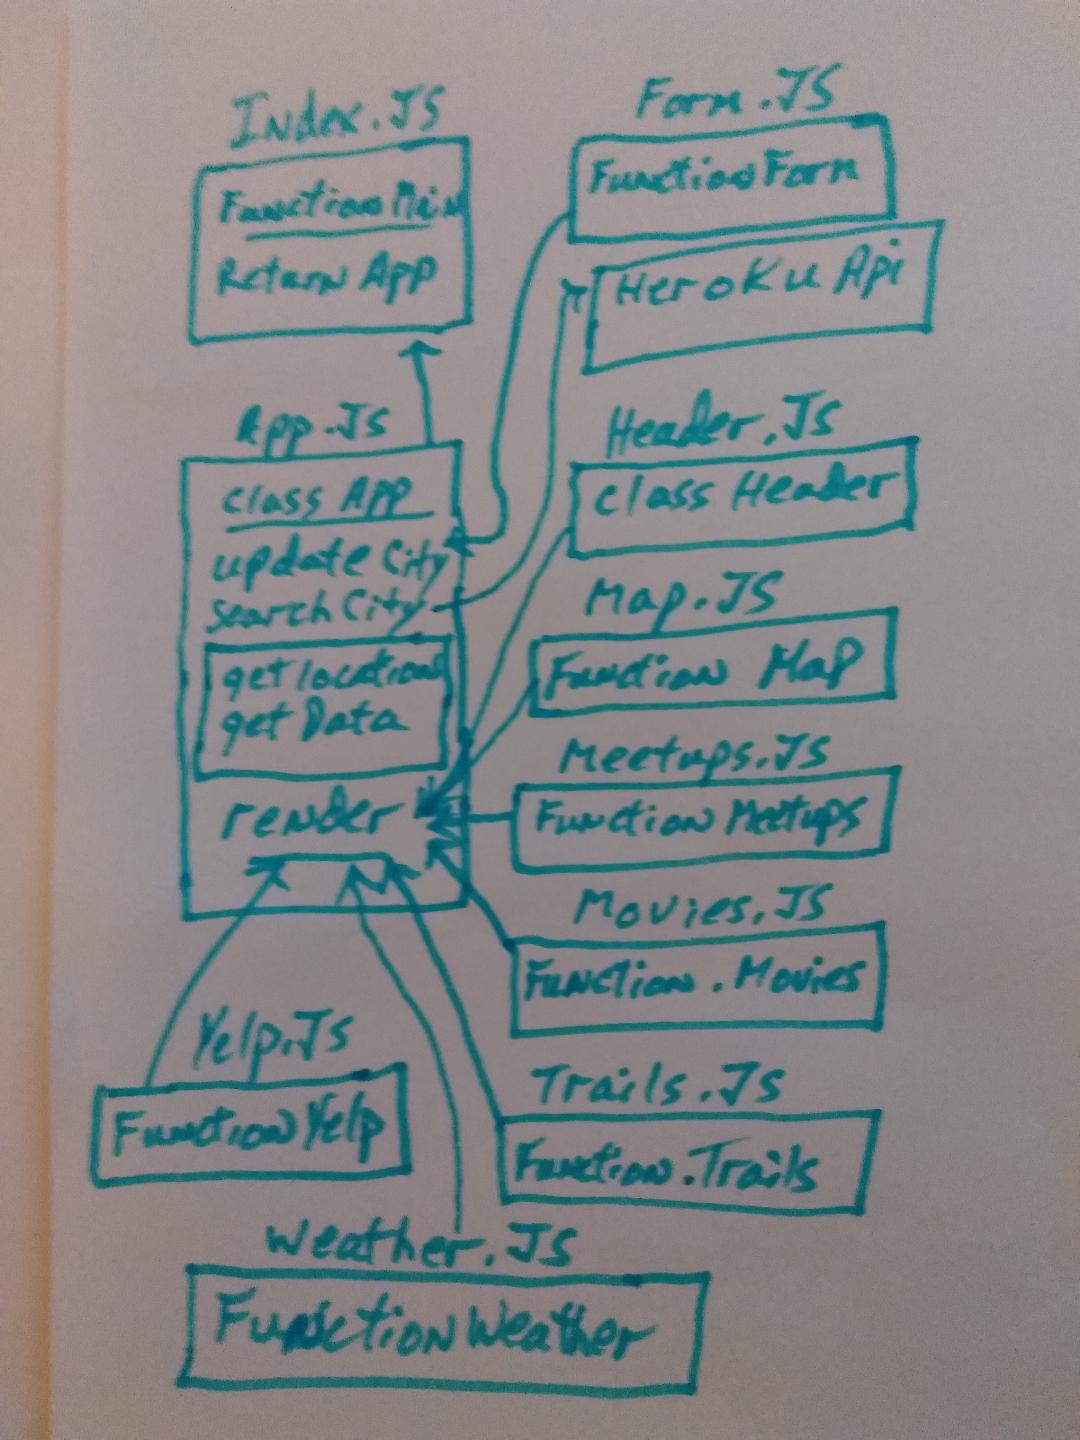 Index.JS
Function Main
Return App
Form.JS
Function Form
Heroku Api
App.JS
class App
update City
search City
get locations
get Data
render
Header.JS
class Header
Map.JS
Function Map
Meetups.JS
Function Meetups
Movies.JS
Function.Movies
Yelp.JS
Function Yelp
Trails.JS
Function.Trails
Weather.JS
Function Weather